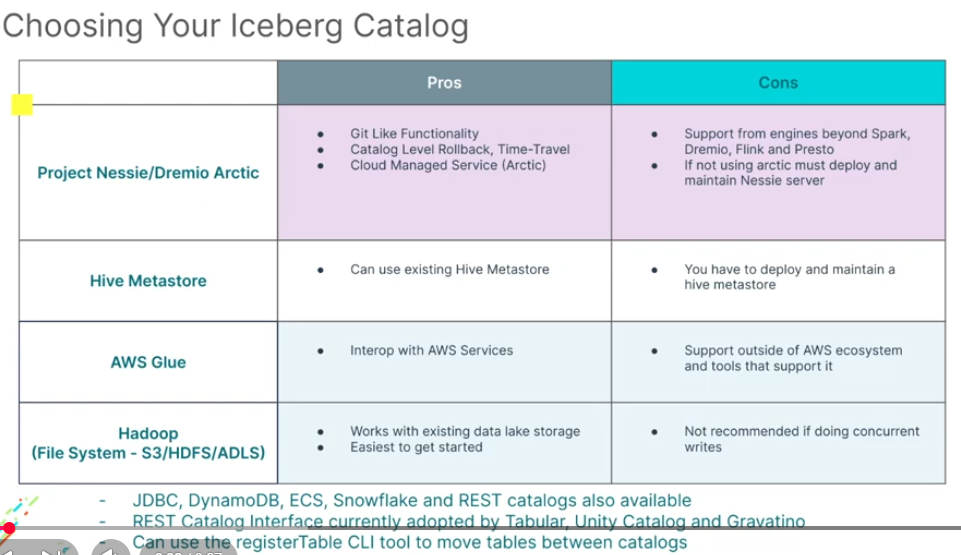 Choosing Your Iceberg Catalog
Pros
Cons
Project Nessie/Dremio Arctic
● Git Like Functionality
● Catalog Level Rollback, Time-Travel
● Cloud Managed Service (Arctic)
● Support from engines beyond Spark,
Dremio, Flink and Presto
● If not using arctic must deploy and
maintain Nessie server
Hive Metastore
● Can use existing Hive Metastore
● You have to deploy and maintain a
hive metastore
AWS Glue
● Interop with AWS Services
● Support outside of AWS ecosystem
and tools that support it
Hadoop
(File System - S3/HDFS/ADLS)
● Works with existing data lake storage
● Easiest to get started
● Not recommended if doing concurrent
writes
- JDBC, DynamoDB, ECS, Snowflake and REST catalogs also available
- REST Catalog Interface currently adopted by Tabular, Unity Catalog and Gravatino
- Can use the registerTable CLI tool to move tables between catalogs